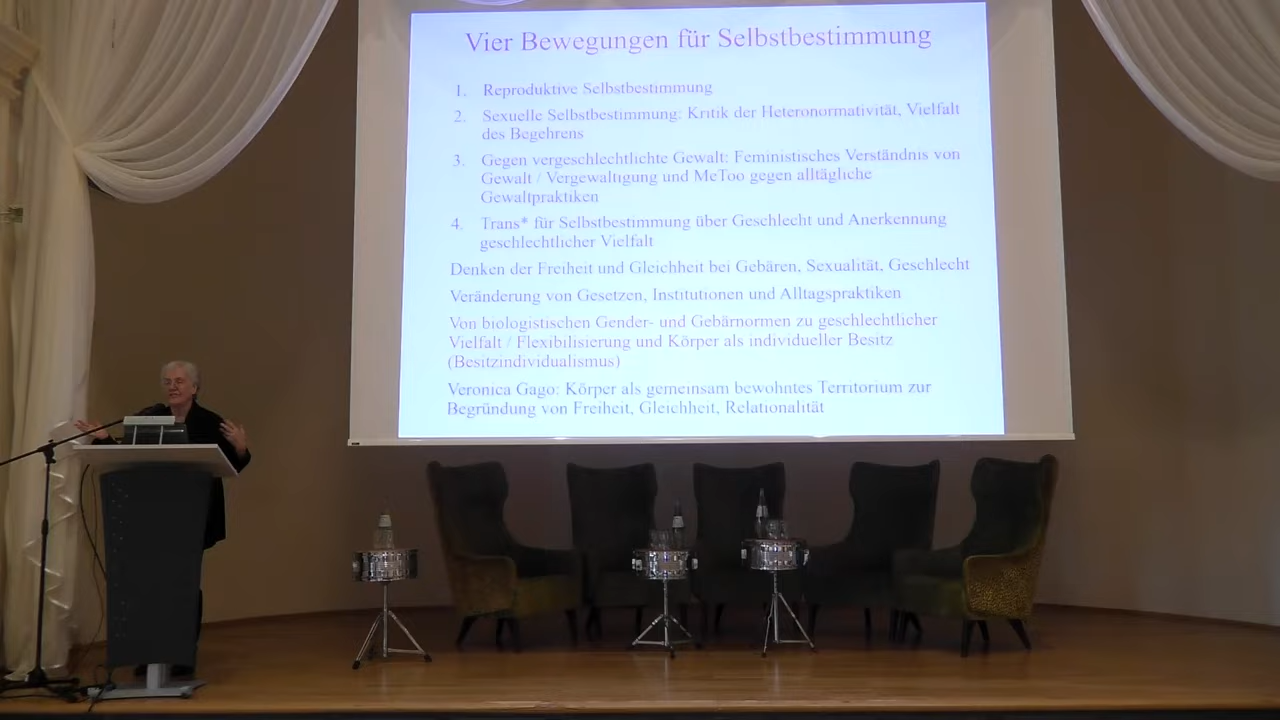 Vier Bewegungen für Selbstbestimmung
1. Reproduktive Selbstbestimmung
2. Sexuelle Selbstbestimmung: Kritik der Heteronormativität, Vielfalt
des Begehrens
3. Gegen vergeschlechtlichte Gewalt: Feministisches Verständnis von
Gewalt / Vergewaltigung und MeToo gegen alltägliche
Gewaltpraktiken
4. Trans* für Selbstbestimmung über Geschlecht und Anerkennung
geschlechtlicher Vielfalt
Denken der Freiheit und Gleichheit bei Gebären, Sexualität, Geschlecht
Veränderung von Gesetzen, Institutionen und Alltagspraktiken
Von biologistischen Gender- und Gebärnormen zu geschlechtlicher
Vielfalt / Flexibilisierung und Körper als individueller Besitz
(Besitzindividualismus)
Veronica Gago: Körper als gemeinsam bewohntes Territorium zur
Begründung von Freiheit, Gleichheit, Relationalität